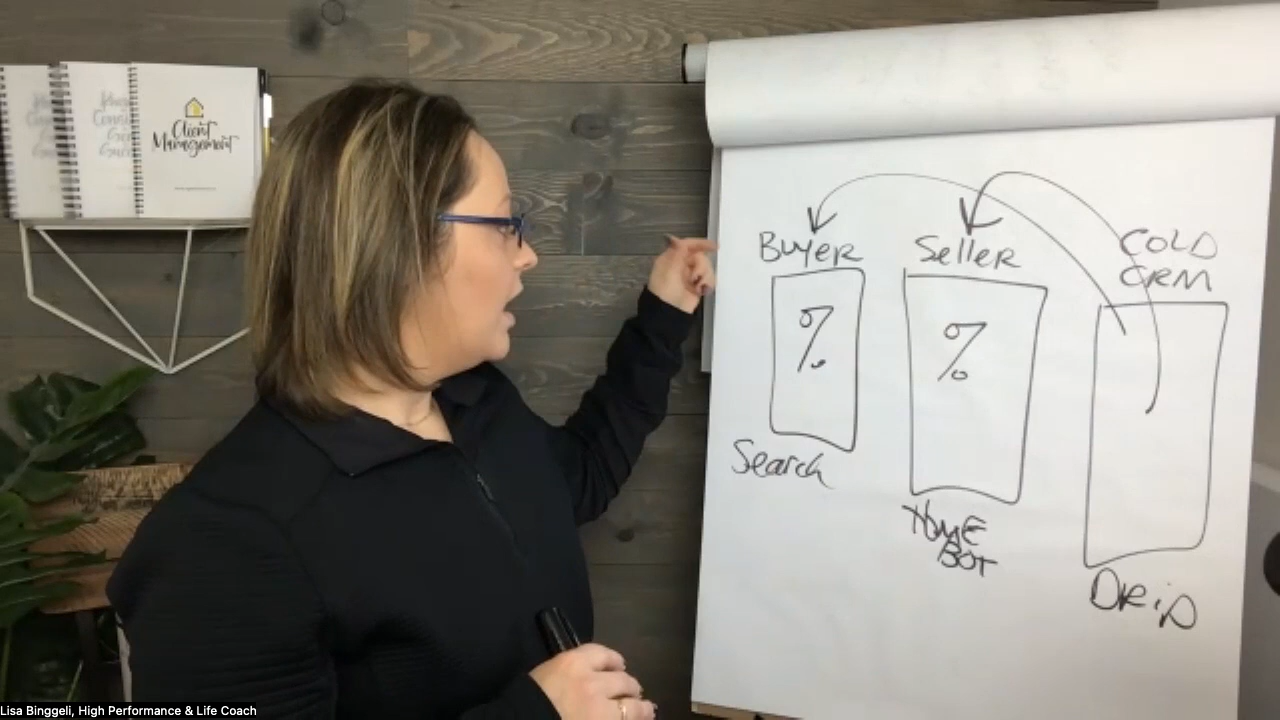 Client
Management
BUYER
Seller
COLD
CRM
%
%
Search
HOME
BOT
DRiP
Lisa Binggeli, High Performance & Life Coach